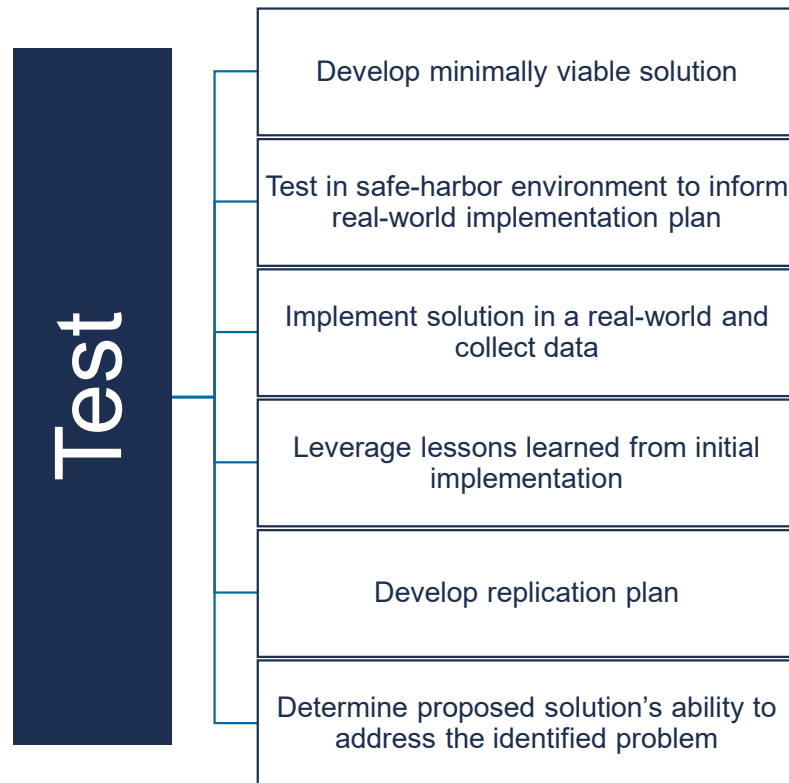 Test
Develop minimally viable solution
Test in safe-harbor environment to inform
real-world implementation plan
Implement solution in a real-world and
collect data
Leverage lessons learned from initial
implementation
Develop replication plan
Determine proposed solution’s ability to
address the identified problem